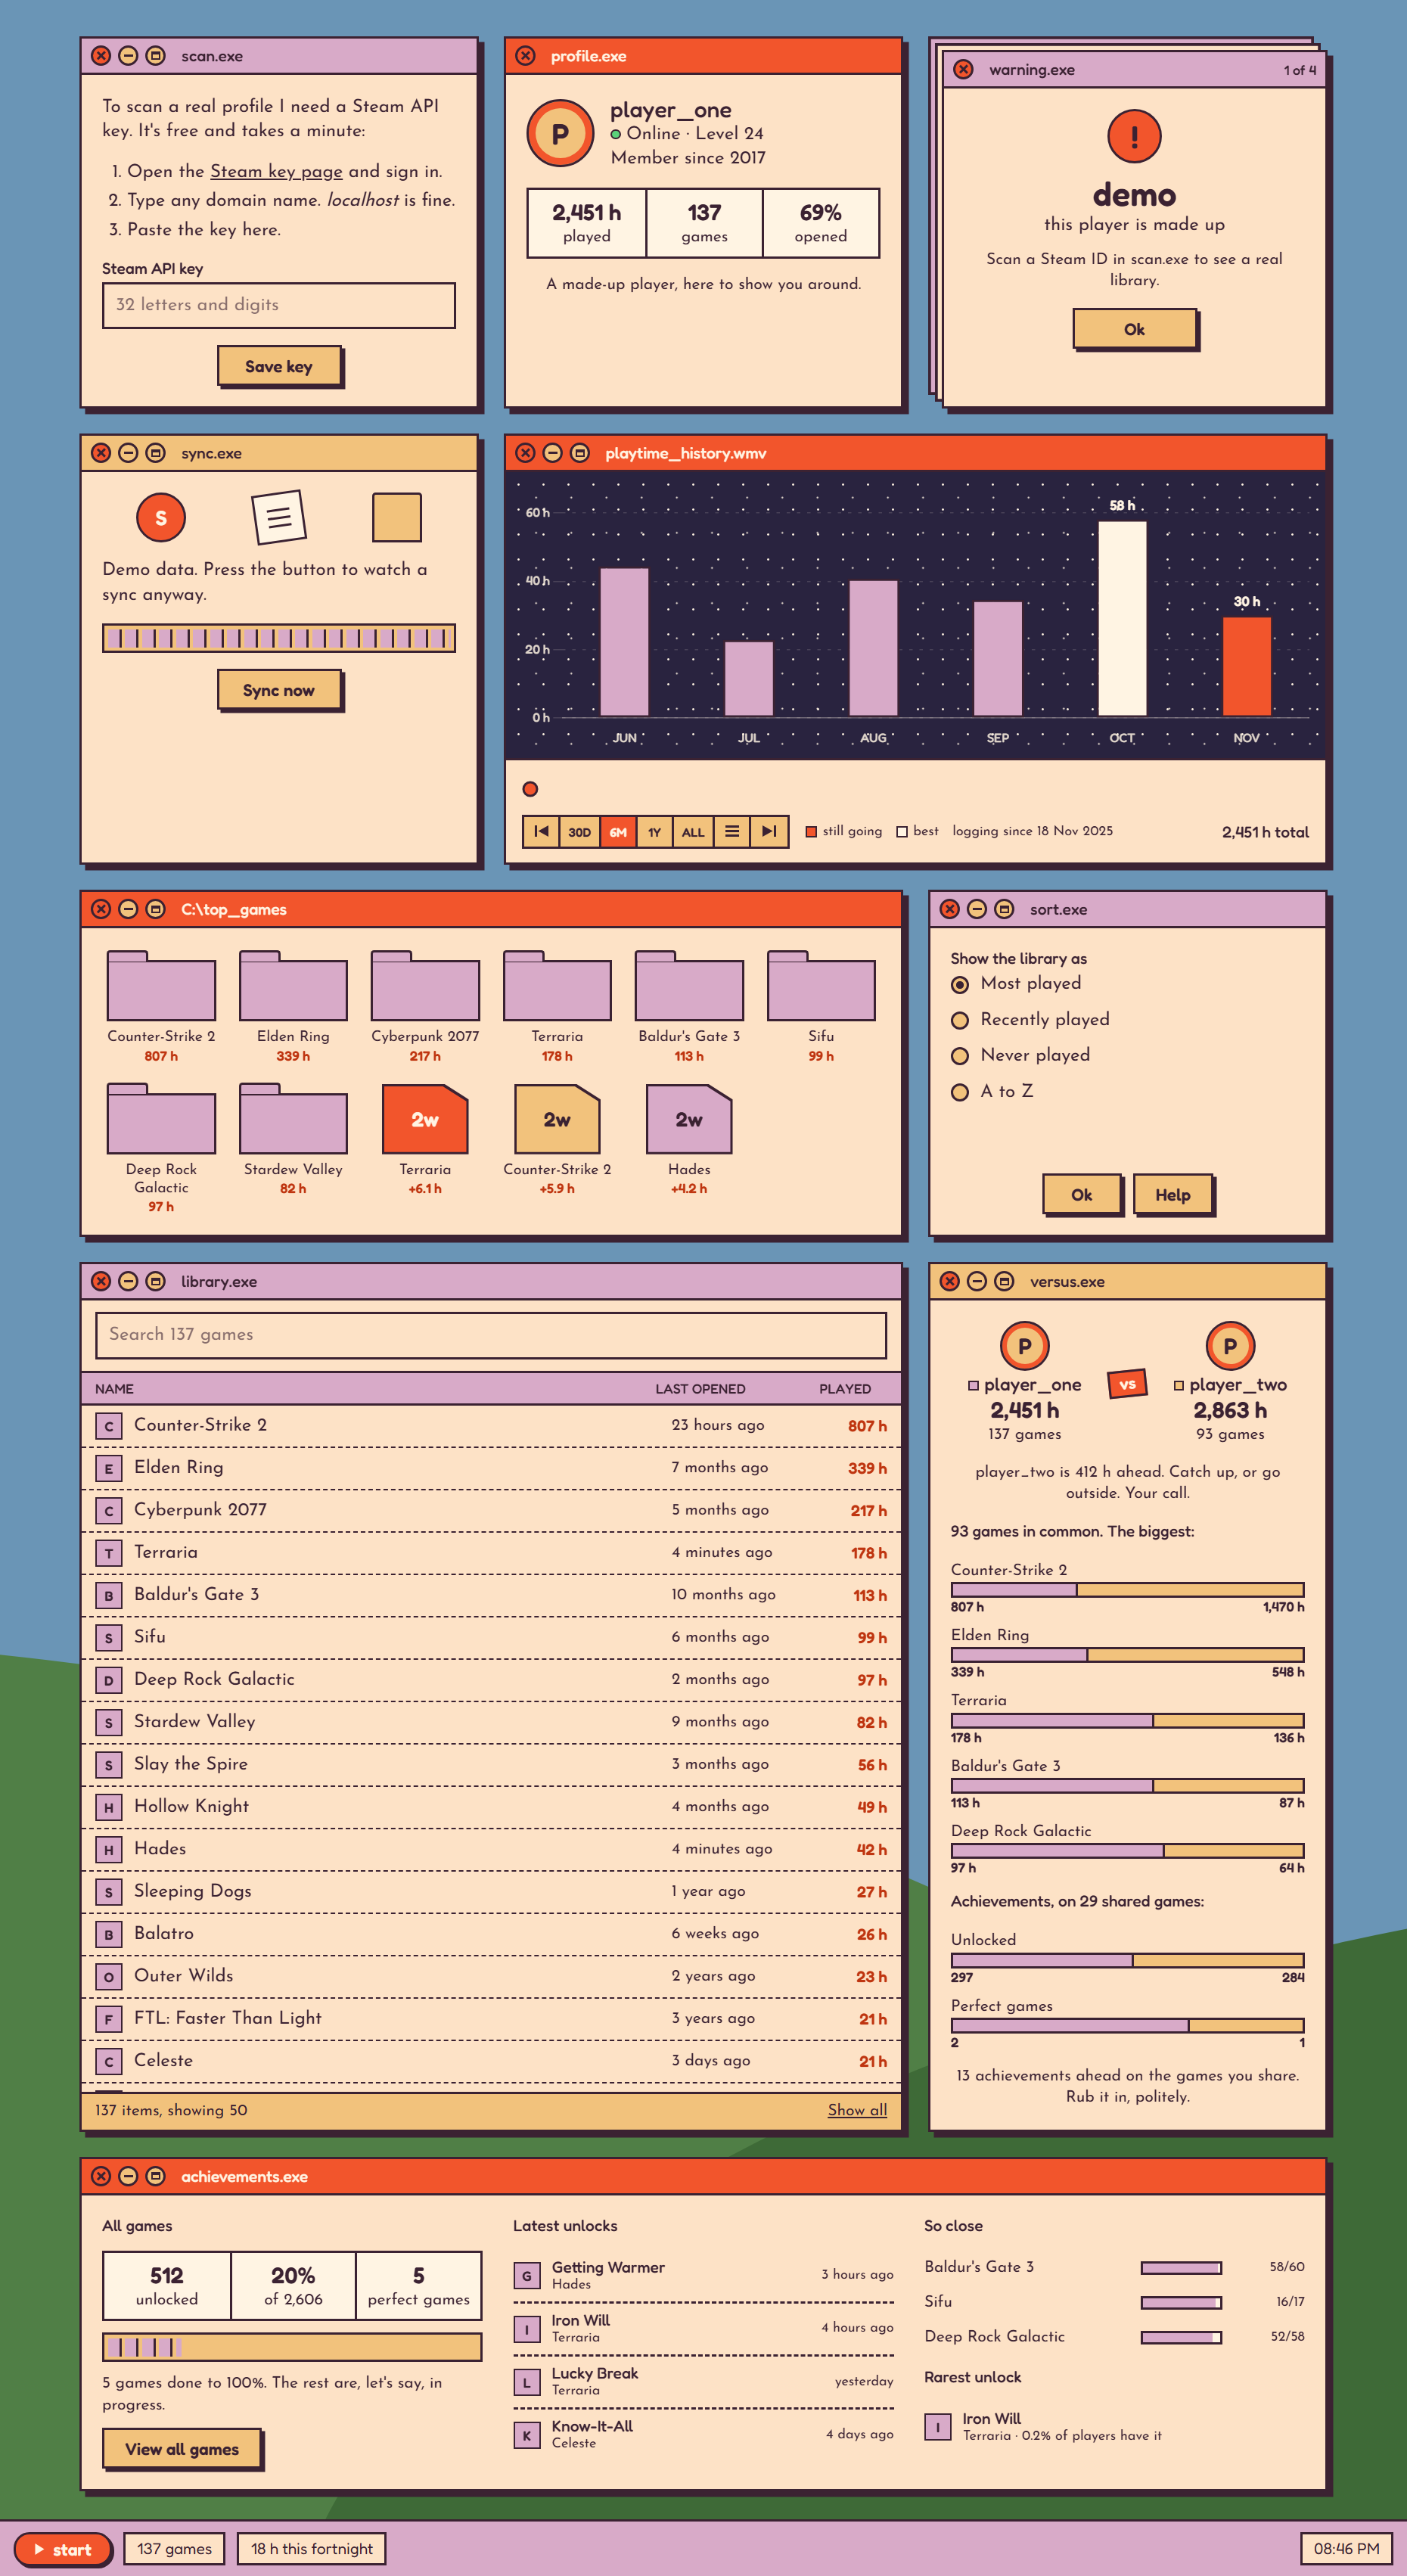 scan.exe
To scan a real profile I need a Steam API
key. It's free and takes a minute:
1. Open the Steam key page and sign in.
2. Type any domain name. localhost is fine.
3. Paste the key here.
Steam API key
32 letters and digits
Save key
profile.exe
P
player_one
Online · Level 24
Member since 2017
2,451 h
played
137
games
69%
opened
A made-up player, here to show you around.
warning.exe
1 of 4
!
demo
this player is made up
Scan a Steam ID in scan.exe to see a real
library.
Ok
sync.exe
S
Demo data. Press the button to watch a
sync anyway.
Sync now
playtime_history.wmv
60 h
40 h
20 h
0 h
58 h
30 h
JUN
JUL
AUG
SEP
OCT
NOV
30D
6M
1Y
ALL
still going
best
logging since 18 Nov 2025
2,451 h total
C:\top_games
Counter-Strike 2
807 h
Elden Ring
339 h
Cyberpunk 2077
217 h
Terraria
178 h
Baldur's Gate 3
113 h
Sifu
99 h
Deep Rock
Galactic
97 h
Stardew Valley
82 h
2w
Terraria
+6.1 h
2w
Counter-Strike 2
+5.9 h
2w
Hades
+4.2 h
sort.exe
Show the library as
Most played
Recently played
Never played
A to Z
Ok
Help
library.exe
Search 137 games
NAME LAST OPENED PLAYED
C Counter-Strike 2 23 hours ago 807 h
E Elden Ring 7 months ago 339 h
C Cyberpunk 2077 5 months ago 217 h
T Terraria 4 minutes ago 178 h
B Baldur's Gate 3 10 months ago 113 h
S Sifu 6 months ago 99 h
D Deep Rock Galactic 2 months ago 97 h
S Stardew Valley 9 months ago 82 h
S Slay the Spire 3 months ago 56 h
H Hollow Knight 4 months ago 49 h
H Hades 4 minutes ago 42 h
S Sleeping Dogs 1 year ago 27 h
B Balatro 6 weeks ago 26 h
O Outer Wilds 2 years ago 23 h
F FTL: Faster Than Light 3 years ago 21 h
C Celeste 3 days ago 21 h
137 items, showing 50
Show all
versus.exe
P
player_one
2,451 h
137 games
vs
P
player_two
2,863 h
93 games
player_two is 412 h ahead. Catch up, or go
outside. Your call.
93 games in common. The biggest:
Counter-Strike 2
807 h 1,470 h
Elden Ring
339 h 548 h
Terraria
178 h 136 h
Baldur's Gate 3
113 h 87 h
Deep Rock Galactic
97 h 64 h
Achievements, on 29 shared games:
Unlocked
297 284
Perfect games
2 1
13 achievements ahead on the games you share.
Rub it in, politely.
achievements.exe
All games
512
unlocked
20%
of 2,606
5
perfect games
5 games done to 100%. The rest are, let's say, in
progress.
View all games
Latest unlocks
G Getting Warmer 3 hours ago
Hades
I Iron Will 4 hours ago
Terraria
L Lucky Break yesterday
Terraria
K Know-It-All 4 days ago
Celeste
So close
Baldur's Gate 3 58/60
Sifu 16/17
Deep Rock Galactic 52/58
Rarest unlock
I Iron Will
Terraria · 0.2% of players have it
start
137 games
18 h this fortnight
08:46 PM